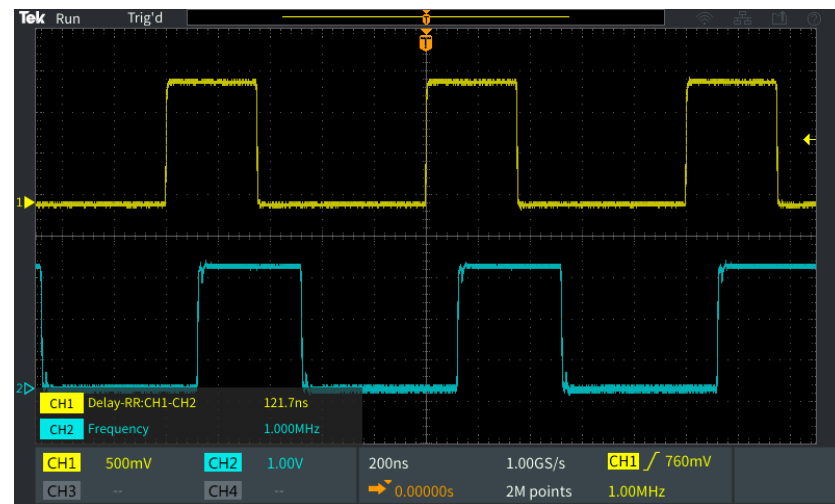 Tek Run Trig'd
T
T
1
2
CH1 Delay-RR:CH1-CH2 121.7ns
CH2 Frequency 1.000MHz
CH1 500mV CH2 1.00V 200ns 1.00GS/s CH1 760mV
CH3 -- CH4 -- 0.00000s 2M points 1.00MHz